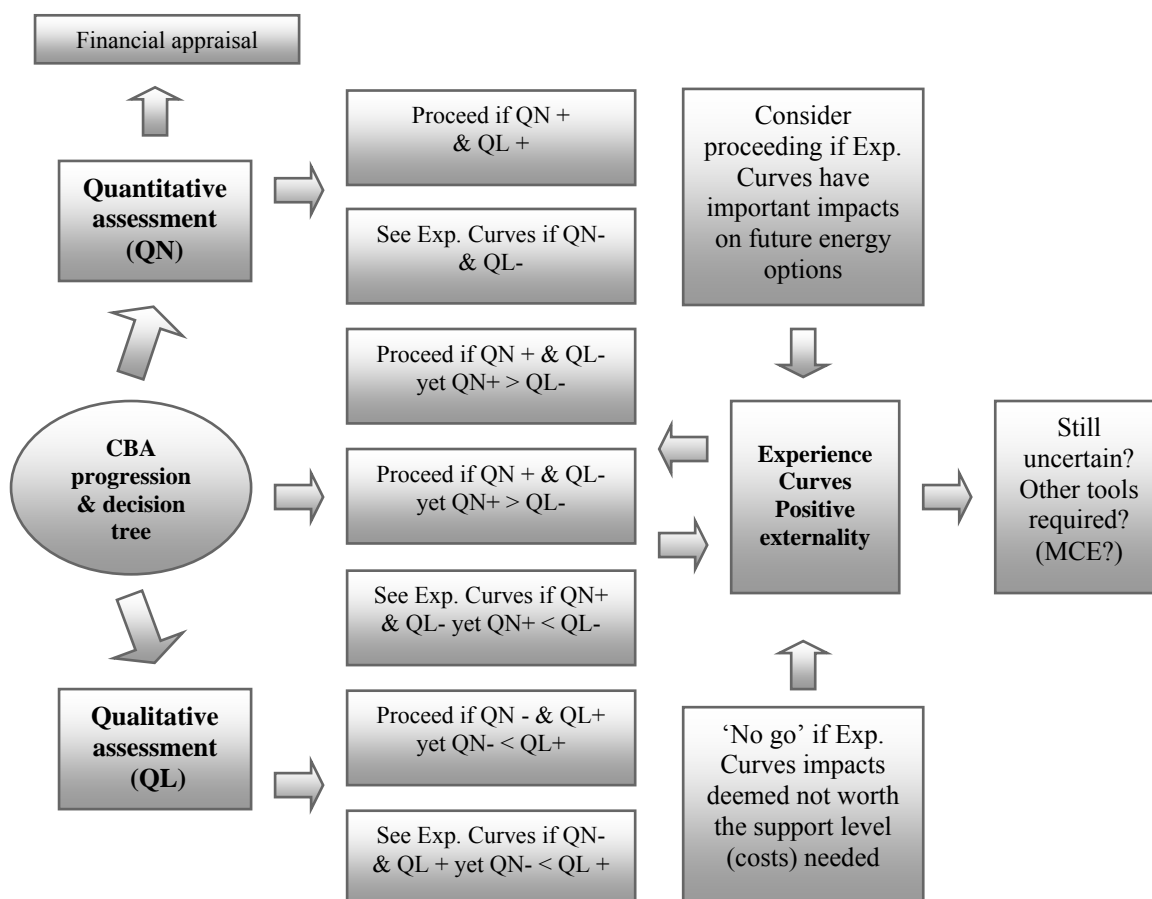 Financial appraisal
Quantitative
assessment
(QN)
CBA
progression
& decision
tree
Qualitative
assessment
(QL)
Proceed if QN +
& QL +
See Exp. Curves if QN-
& QL-
Proceed if QN + & QL-
yet QN+ > QL-
Proceed if QN + & QL-
yet QN+ > QL-
See Exp. Curves if QN+
& QL- yet QN+ < QL-
Proceed if QN - & QL+
yet QN- < QL+
See Exp. Curves if QN-
& QL + yet QN- < QL +
Consider
proceeding if Exp.
Curves have
important impacts
on future energy
options
Experience
Curves
Positive
externality
‘No go’ if Exp.
Curves impacts
deemed not worth
the support level
(costs) needed
Still
uncertain?
Other tools
required?
(MCE?)